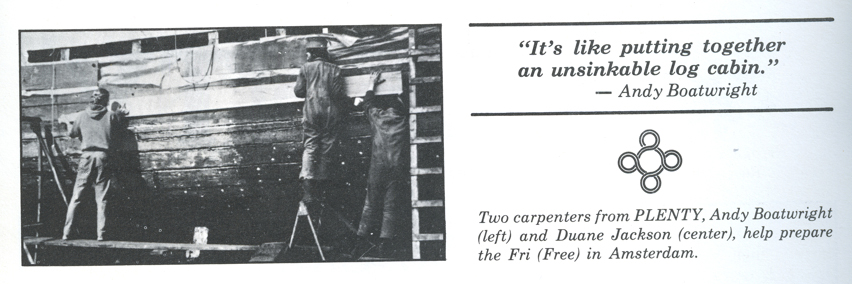 “It’s like putting together
an unsinkable log cabin.”
— Andy Boatwright
Two carpenters from PLENTY, Andy Boatwright
(left) and Duane Jackson (center), help prepare
the Fri (Free) in Amsterdam.